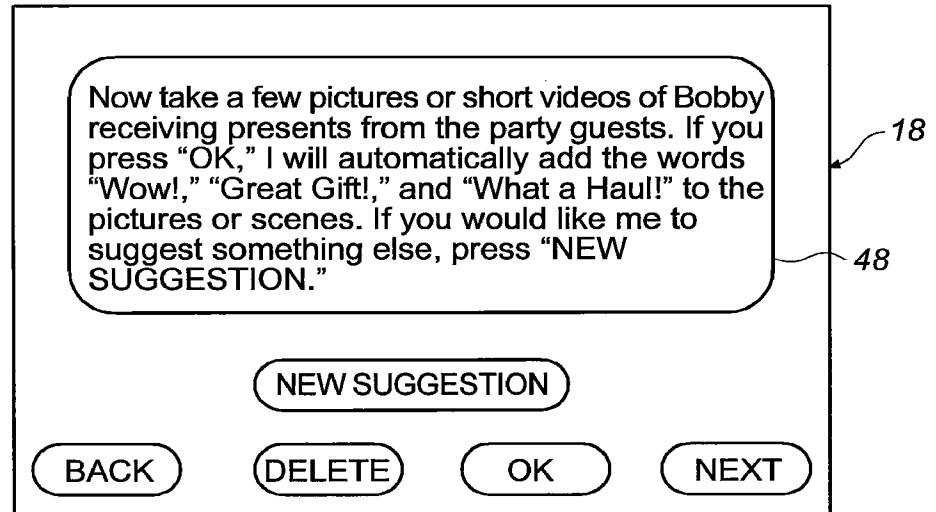 Now take a few pictures or short videos of Bobby
receiving presents from the party guests. If you
press “OK,” I will automatically add the words
“Wow!,” “Great Gift!,” and “What a Haul!” to the
pictures or scenes. If you would like me to
suggest something else, press “NEW
SUGGESTION.”
18
48
NEW SUGGESTION
BACK DELETE OK NEXT